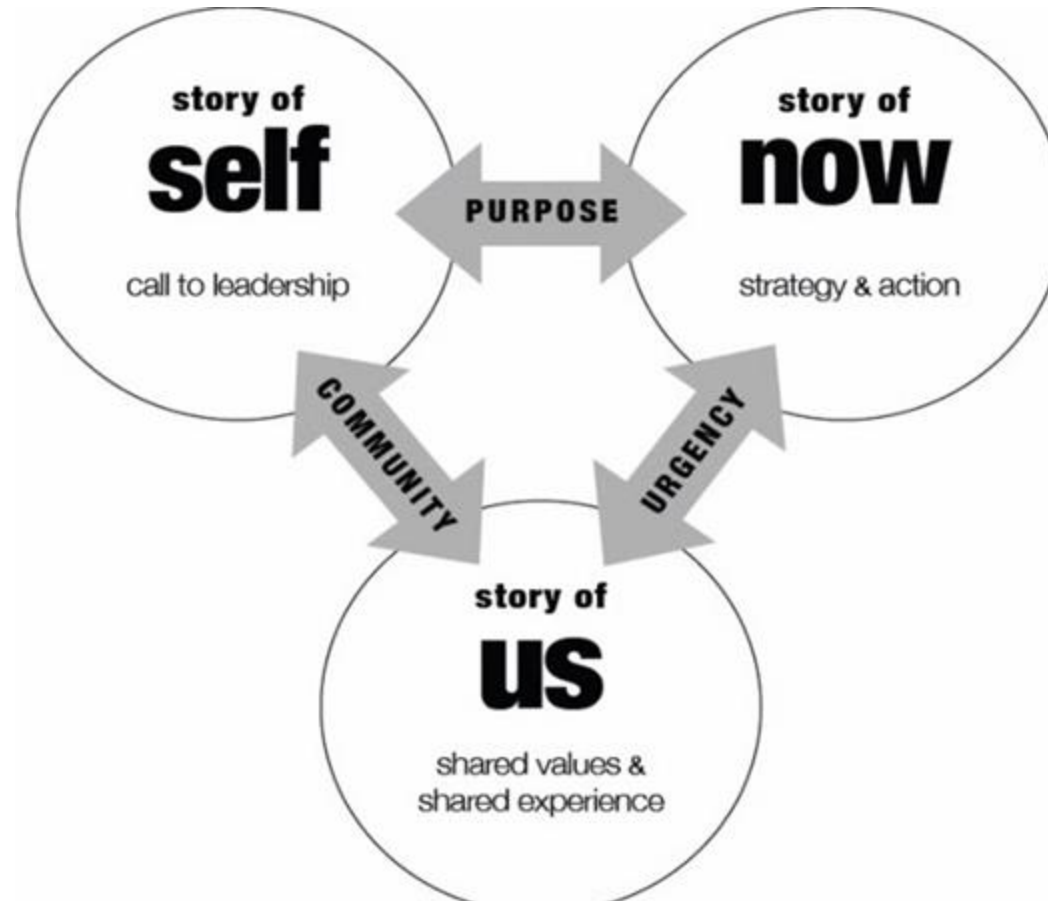 story of
self
call to leadership
PURPOSE
story of
now
strategy & action
COMMUNITY
URGENCY
story of
us
shared values &
shared experience